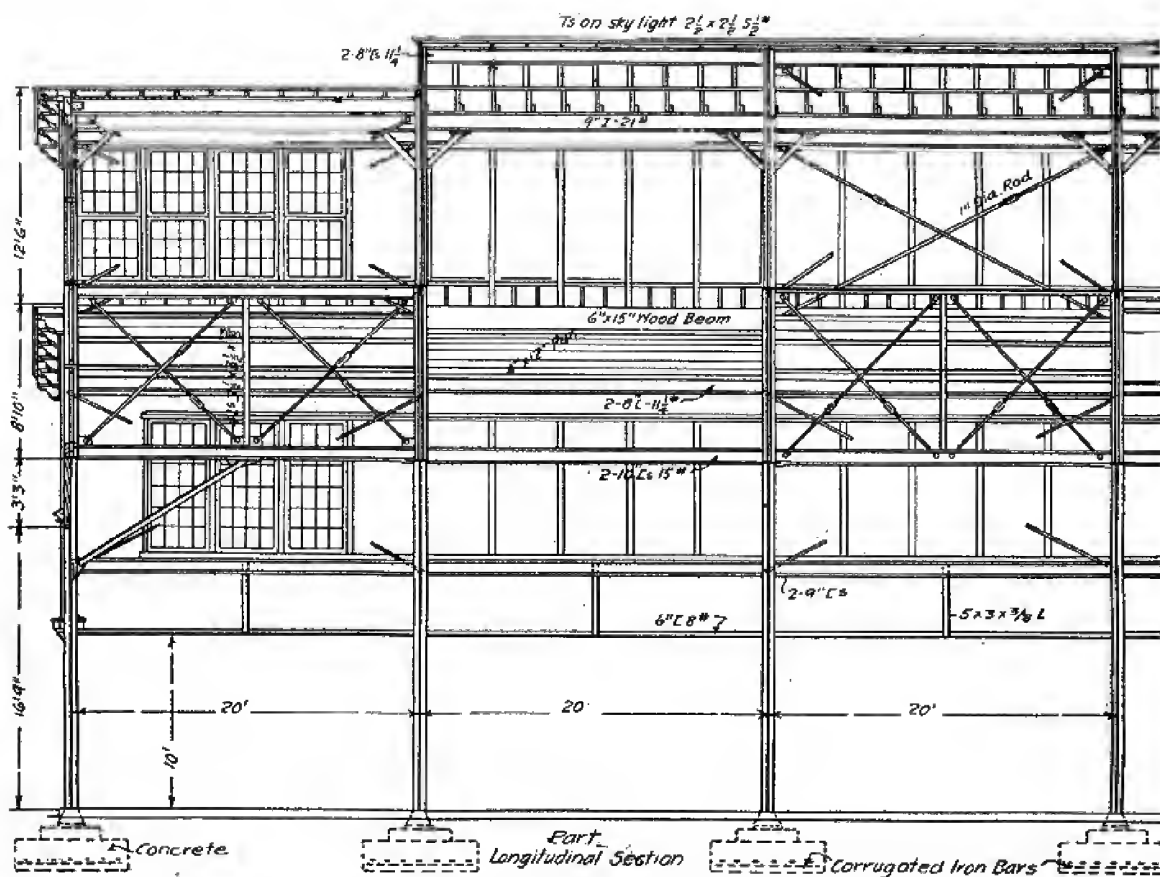 Ts on sky light 2½ x 2½ 5½#
2-8"[s 11¼
9" I-21#
1" Dia. Rod
12'6"
6"x15" Wood Beam
2-8"[-11¼#
8'10"
2-10"[s 15#
3'3"
2-9"[s
6"[8#
5x3x⅜ L
16'9"
20'
20'
20'
10'
Concrete
Part
Longitudinal Section
Corrugated Iron Bars